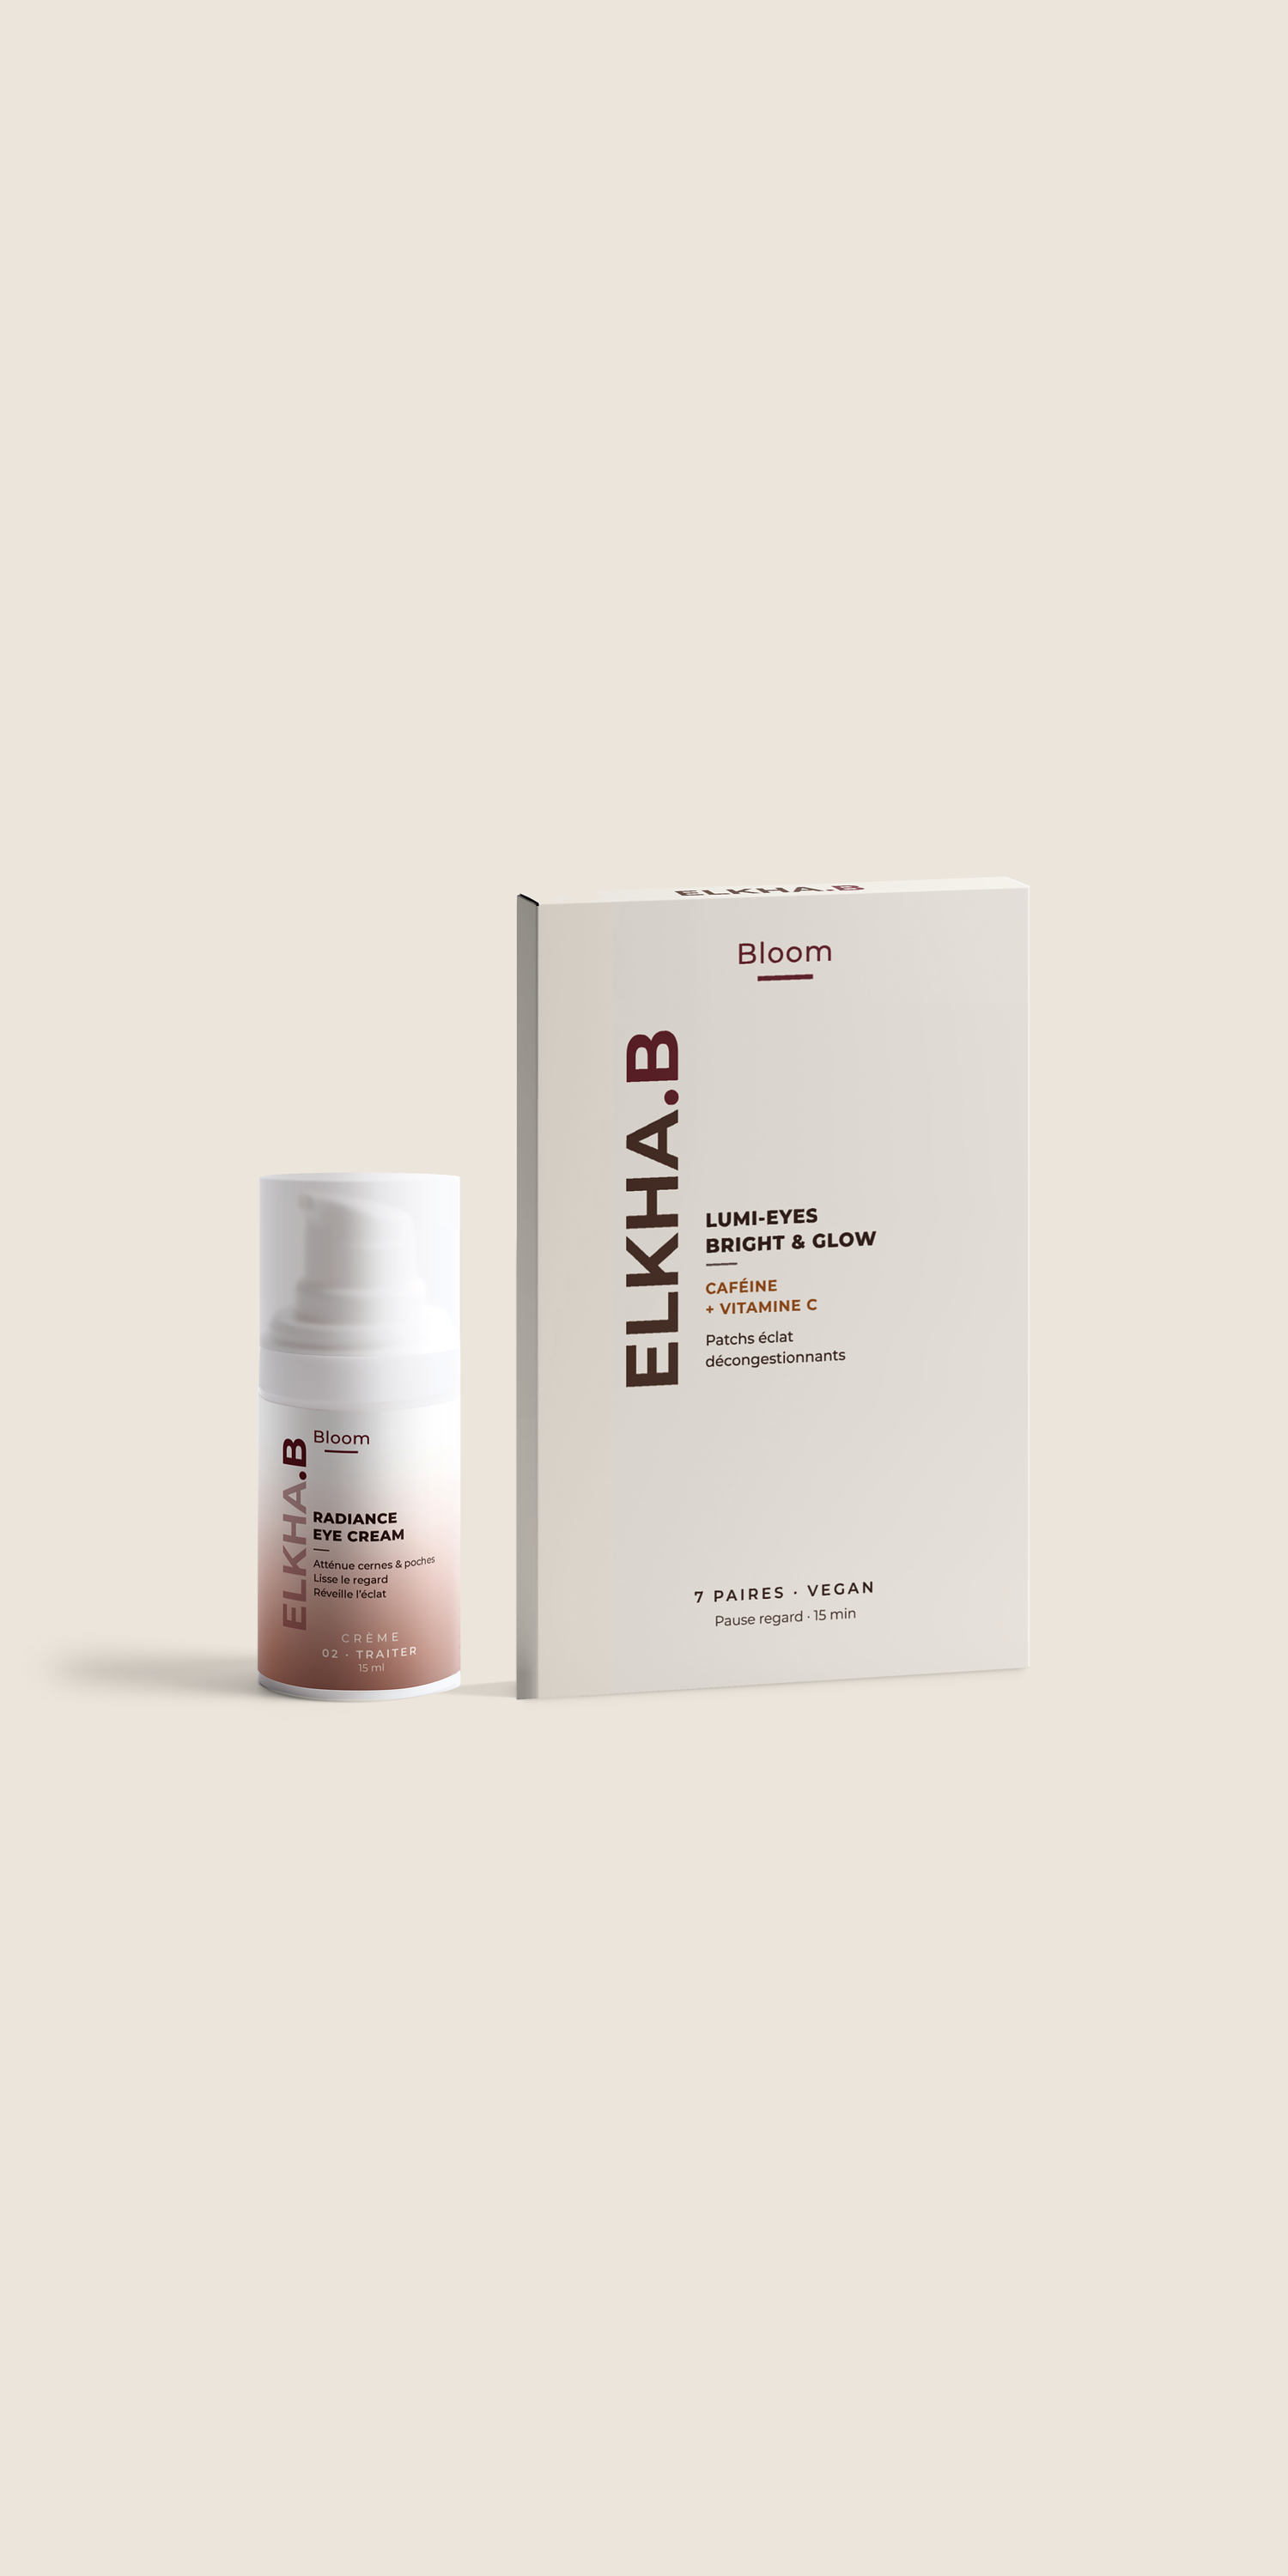 ELKHA.B
Bloom
ELKHA.B
LUMI-EYES
BRIGHT & GLOW
CAFÉINE
+ VITAMINE C
Patchs éclat
décongestionnants
7 PAIRES · VEGAN
Pause regard · 15 min
Bloom
ELKHA.B
RADIANCE
EYE CREAM
Atténue cernes & poches
Lisse le regard
Réveille l'éclat
CRÈME
02 · TRAITER
15 ml